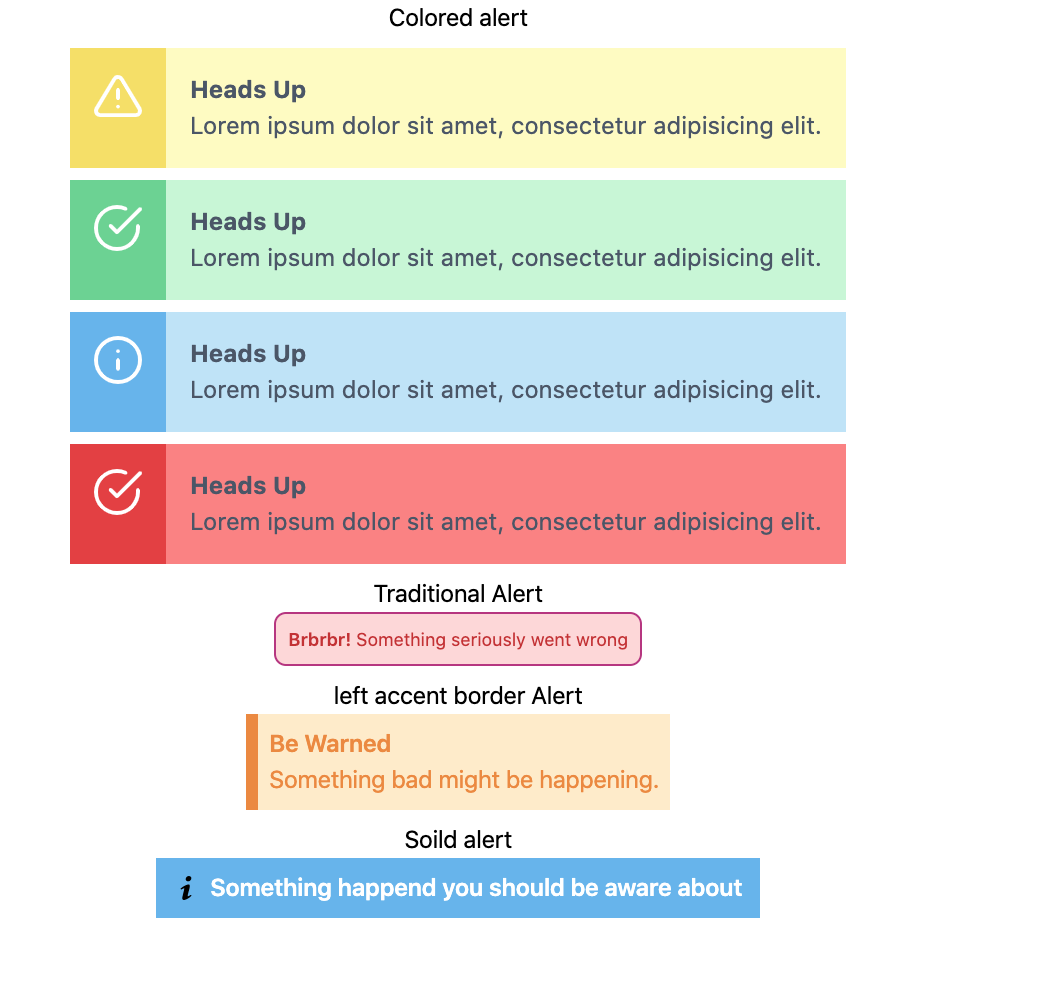 Colored alert
Heads Up
Lorem ipsum dolor sit amet, consectetur adipisicing elit.
Heads Up
Lorem ipsum dolor sit amet, consectetur adipisicing elit.
Heads Up
Lorem ipsum dolor sit amet, consectetur adipisicing elit.
Heads Up
Lorem ipsum dolor sit amet, consectetur adipisicing elit.
Traditional Alert
Brbrbr! Something seriously went wrong
left accent border Alert
Be Warned
Something bad might be happening.
Soild alert
i Something happend you should be aware about